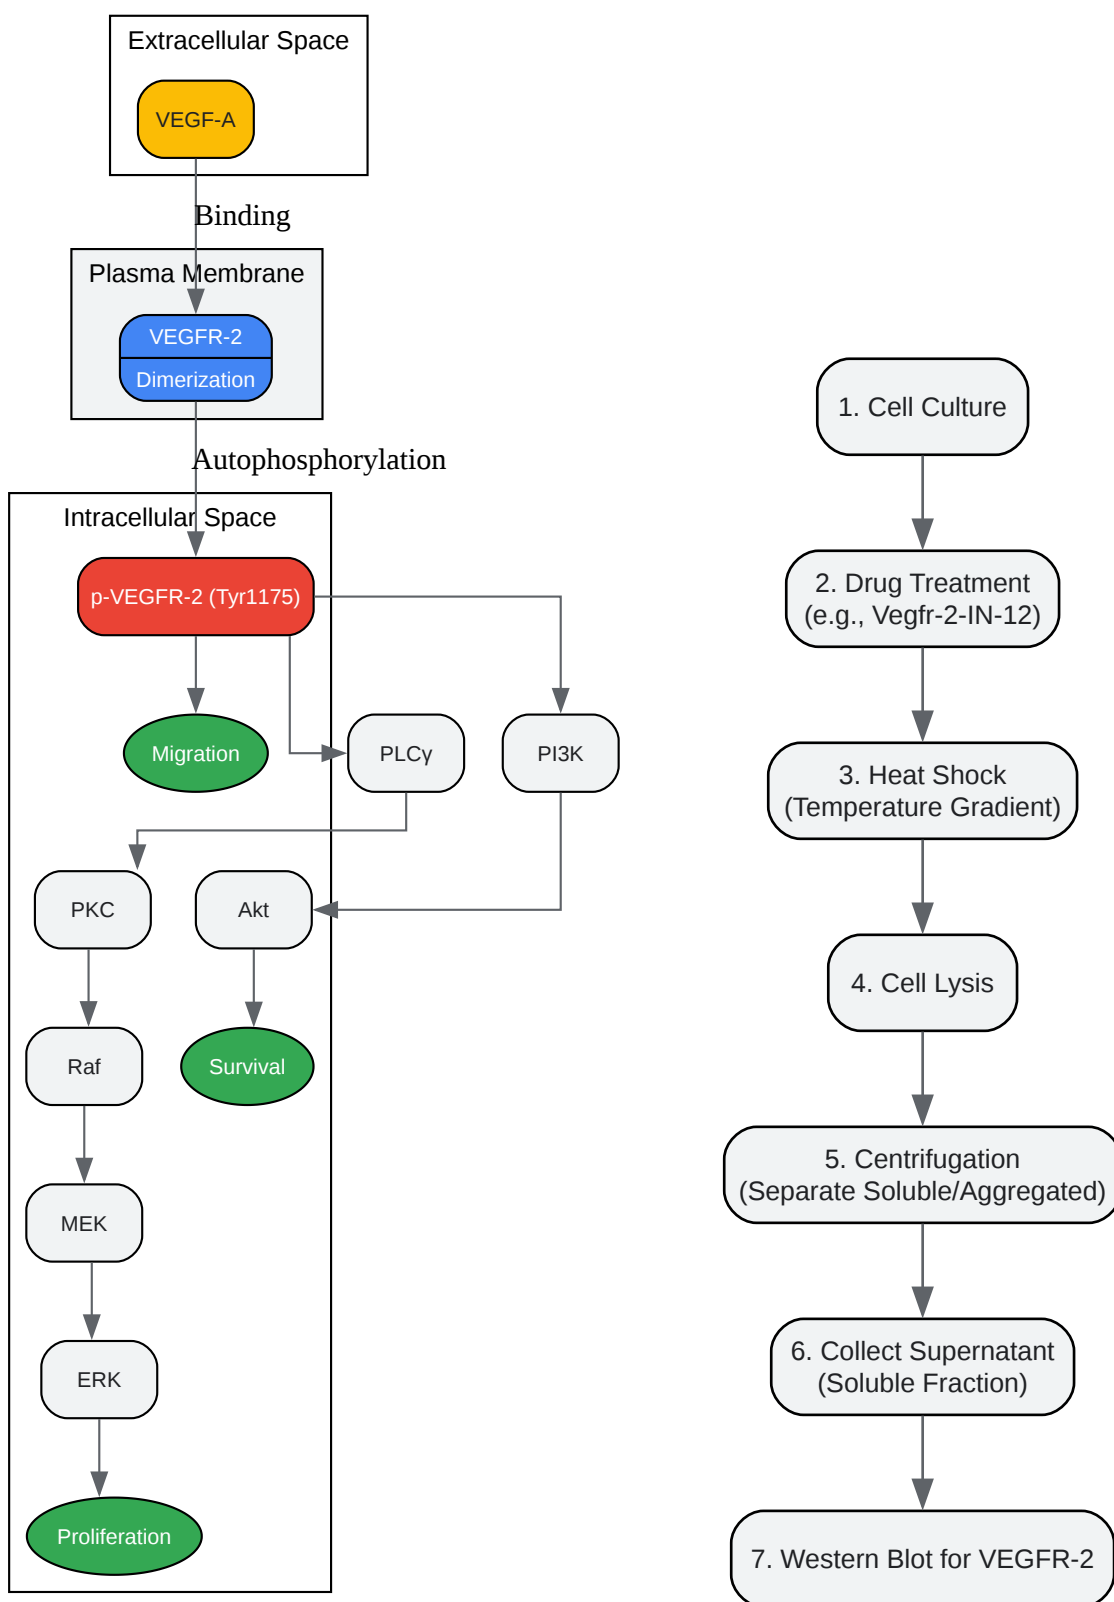 Extracellular Space
VEGF-A
Binding
Plasma Membrane
VEGFR-2
Dimerization
Autophosphorylation
Intracellular Space
p-VEGFR-2 (Tyr1175)
Migration
PLCγ
PI3K
PKC
Akt
Raf
Survival
MEK
ERK
Proliferation
1. Cell Culture
2. Drug Treatment
(e.g., Vegfr-2-IN-12)
3. Heat Shock
(Temperature Gradient)
4. Cell Lysis
5. Centrifugation
(Separate Soluble/Aggregated)
6. Collect Supernatant
(Soluble Fraction)
7. Western Blot for VEGFR-2